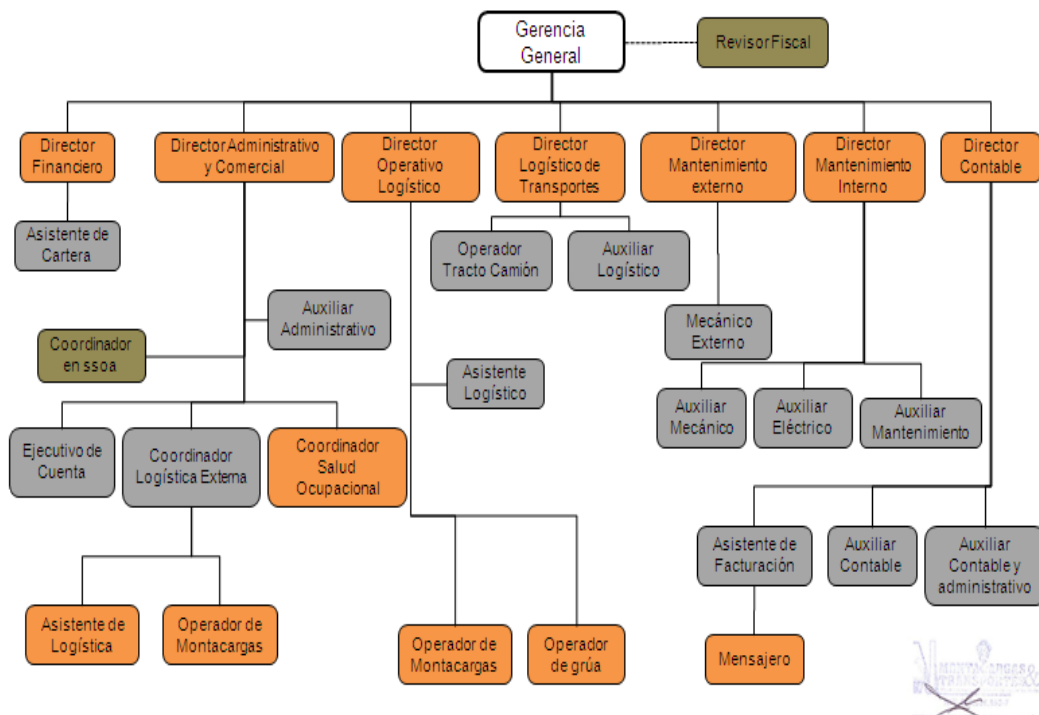 Gerencia
General
Revisor Fiscal
Director
Financiero
Director Administrativo
y Comercial
Director
Operativo
Logístico
Director
Logístico de
Transportes
Director
Mantenimiento
externo
Director
Mantenimiento
Interno
Director
Contable
Asistente de
Cartera
Operador
Tracto Camión
Auxiliar
Logístico
Auxiliar
Administrativo
Mecánico
Externo
Coordinador
en ssoa
Asistente
Logístico
Auxiliar
Mecánico
Auxiliar
Eléctrico
Auxiliar
Mantenimiento
Ejecutivo de
Cuenta
Coordinador
Logística Externa
Coordinador
Salud
Ocupacional
Asistente de
Facturación
Auxiliar
Contable
Auxiliar
Contable y
administrativo
Asistente de
Logística
Operador de
Montacargas
Operador de
Montacargas
Operador
de grúa
Mensajero
MONTACARGAS &
TRANSPORTES